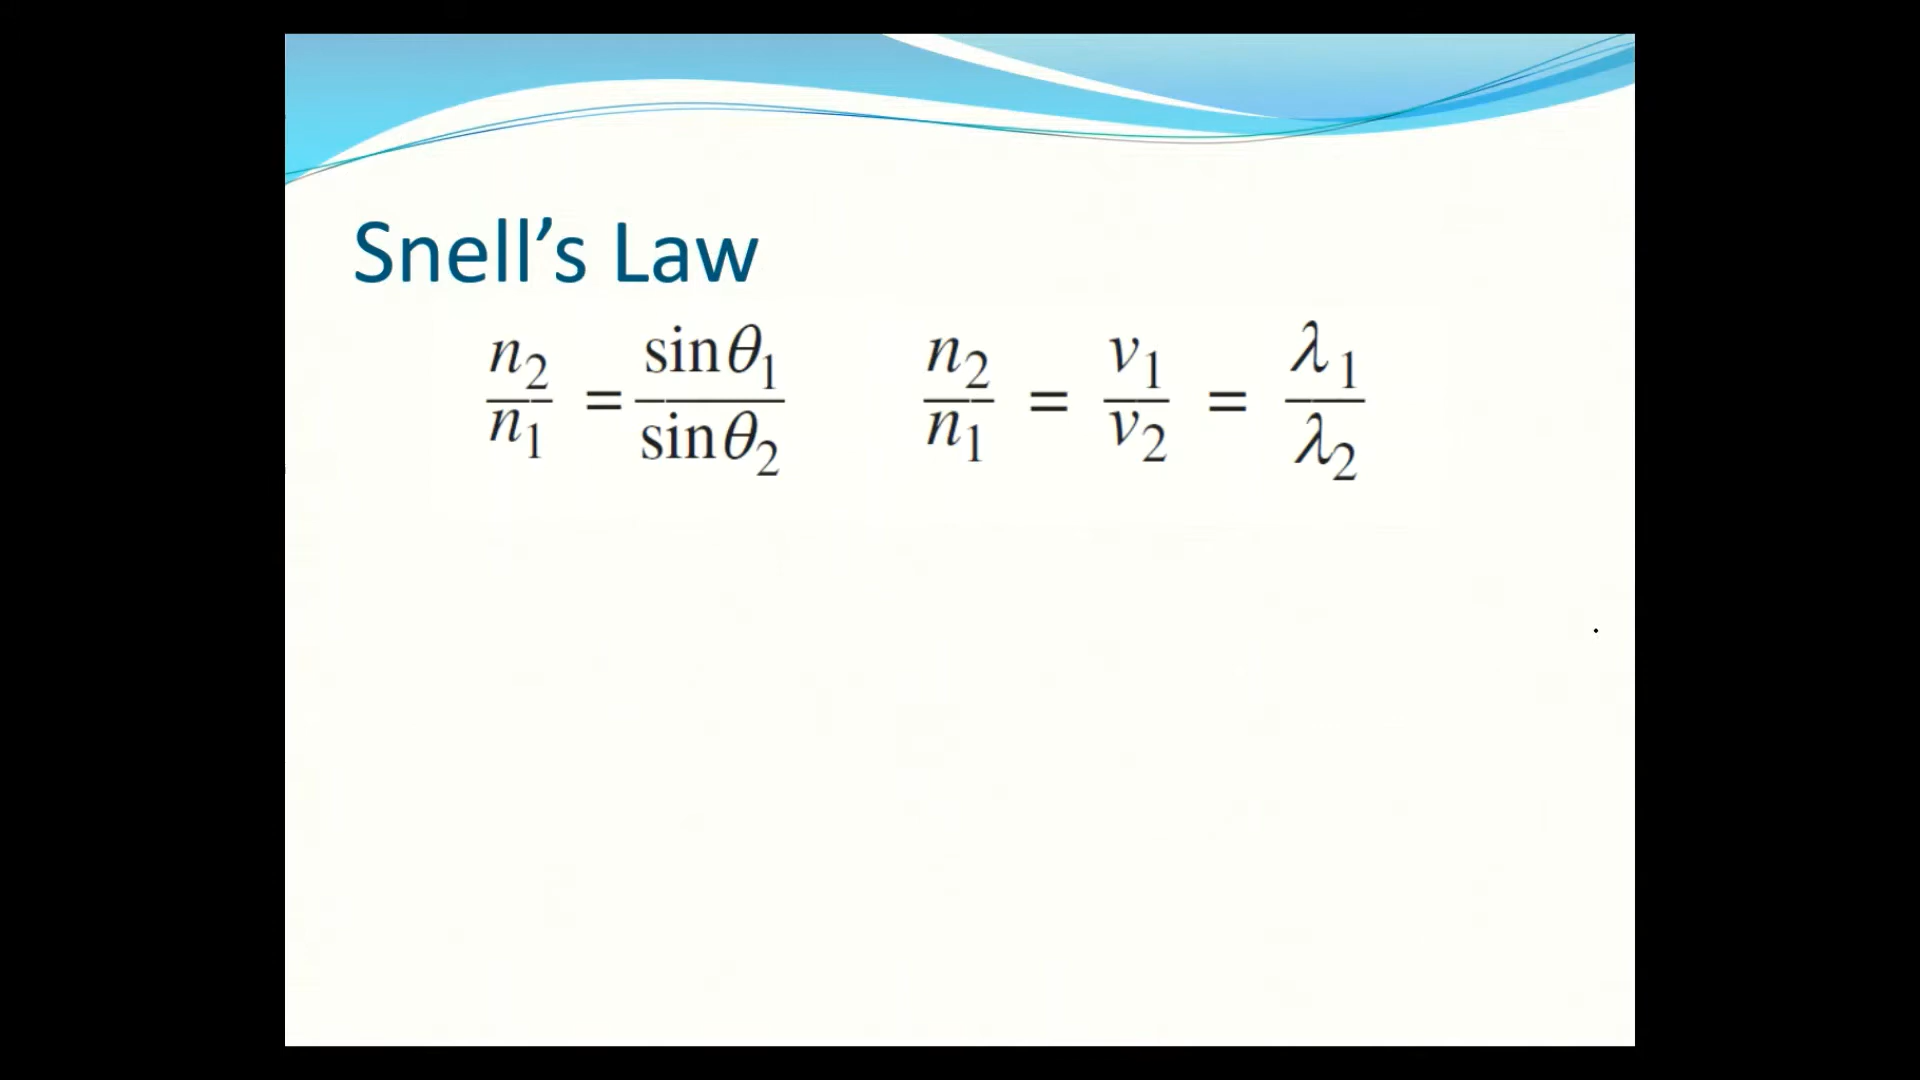 Snell’s Law
n₂/n₁ = sinθ₁/sinθ₂    n₂/n₁ = v₁/v₂ = λ₁/λ₂